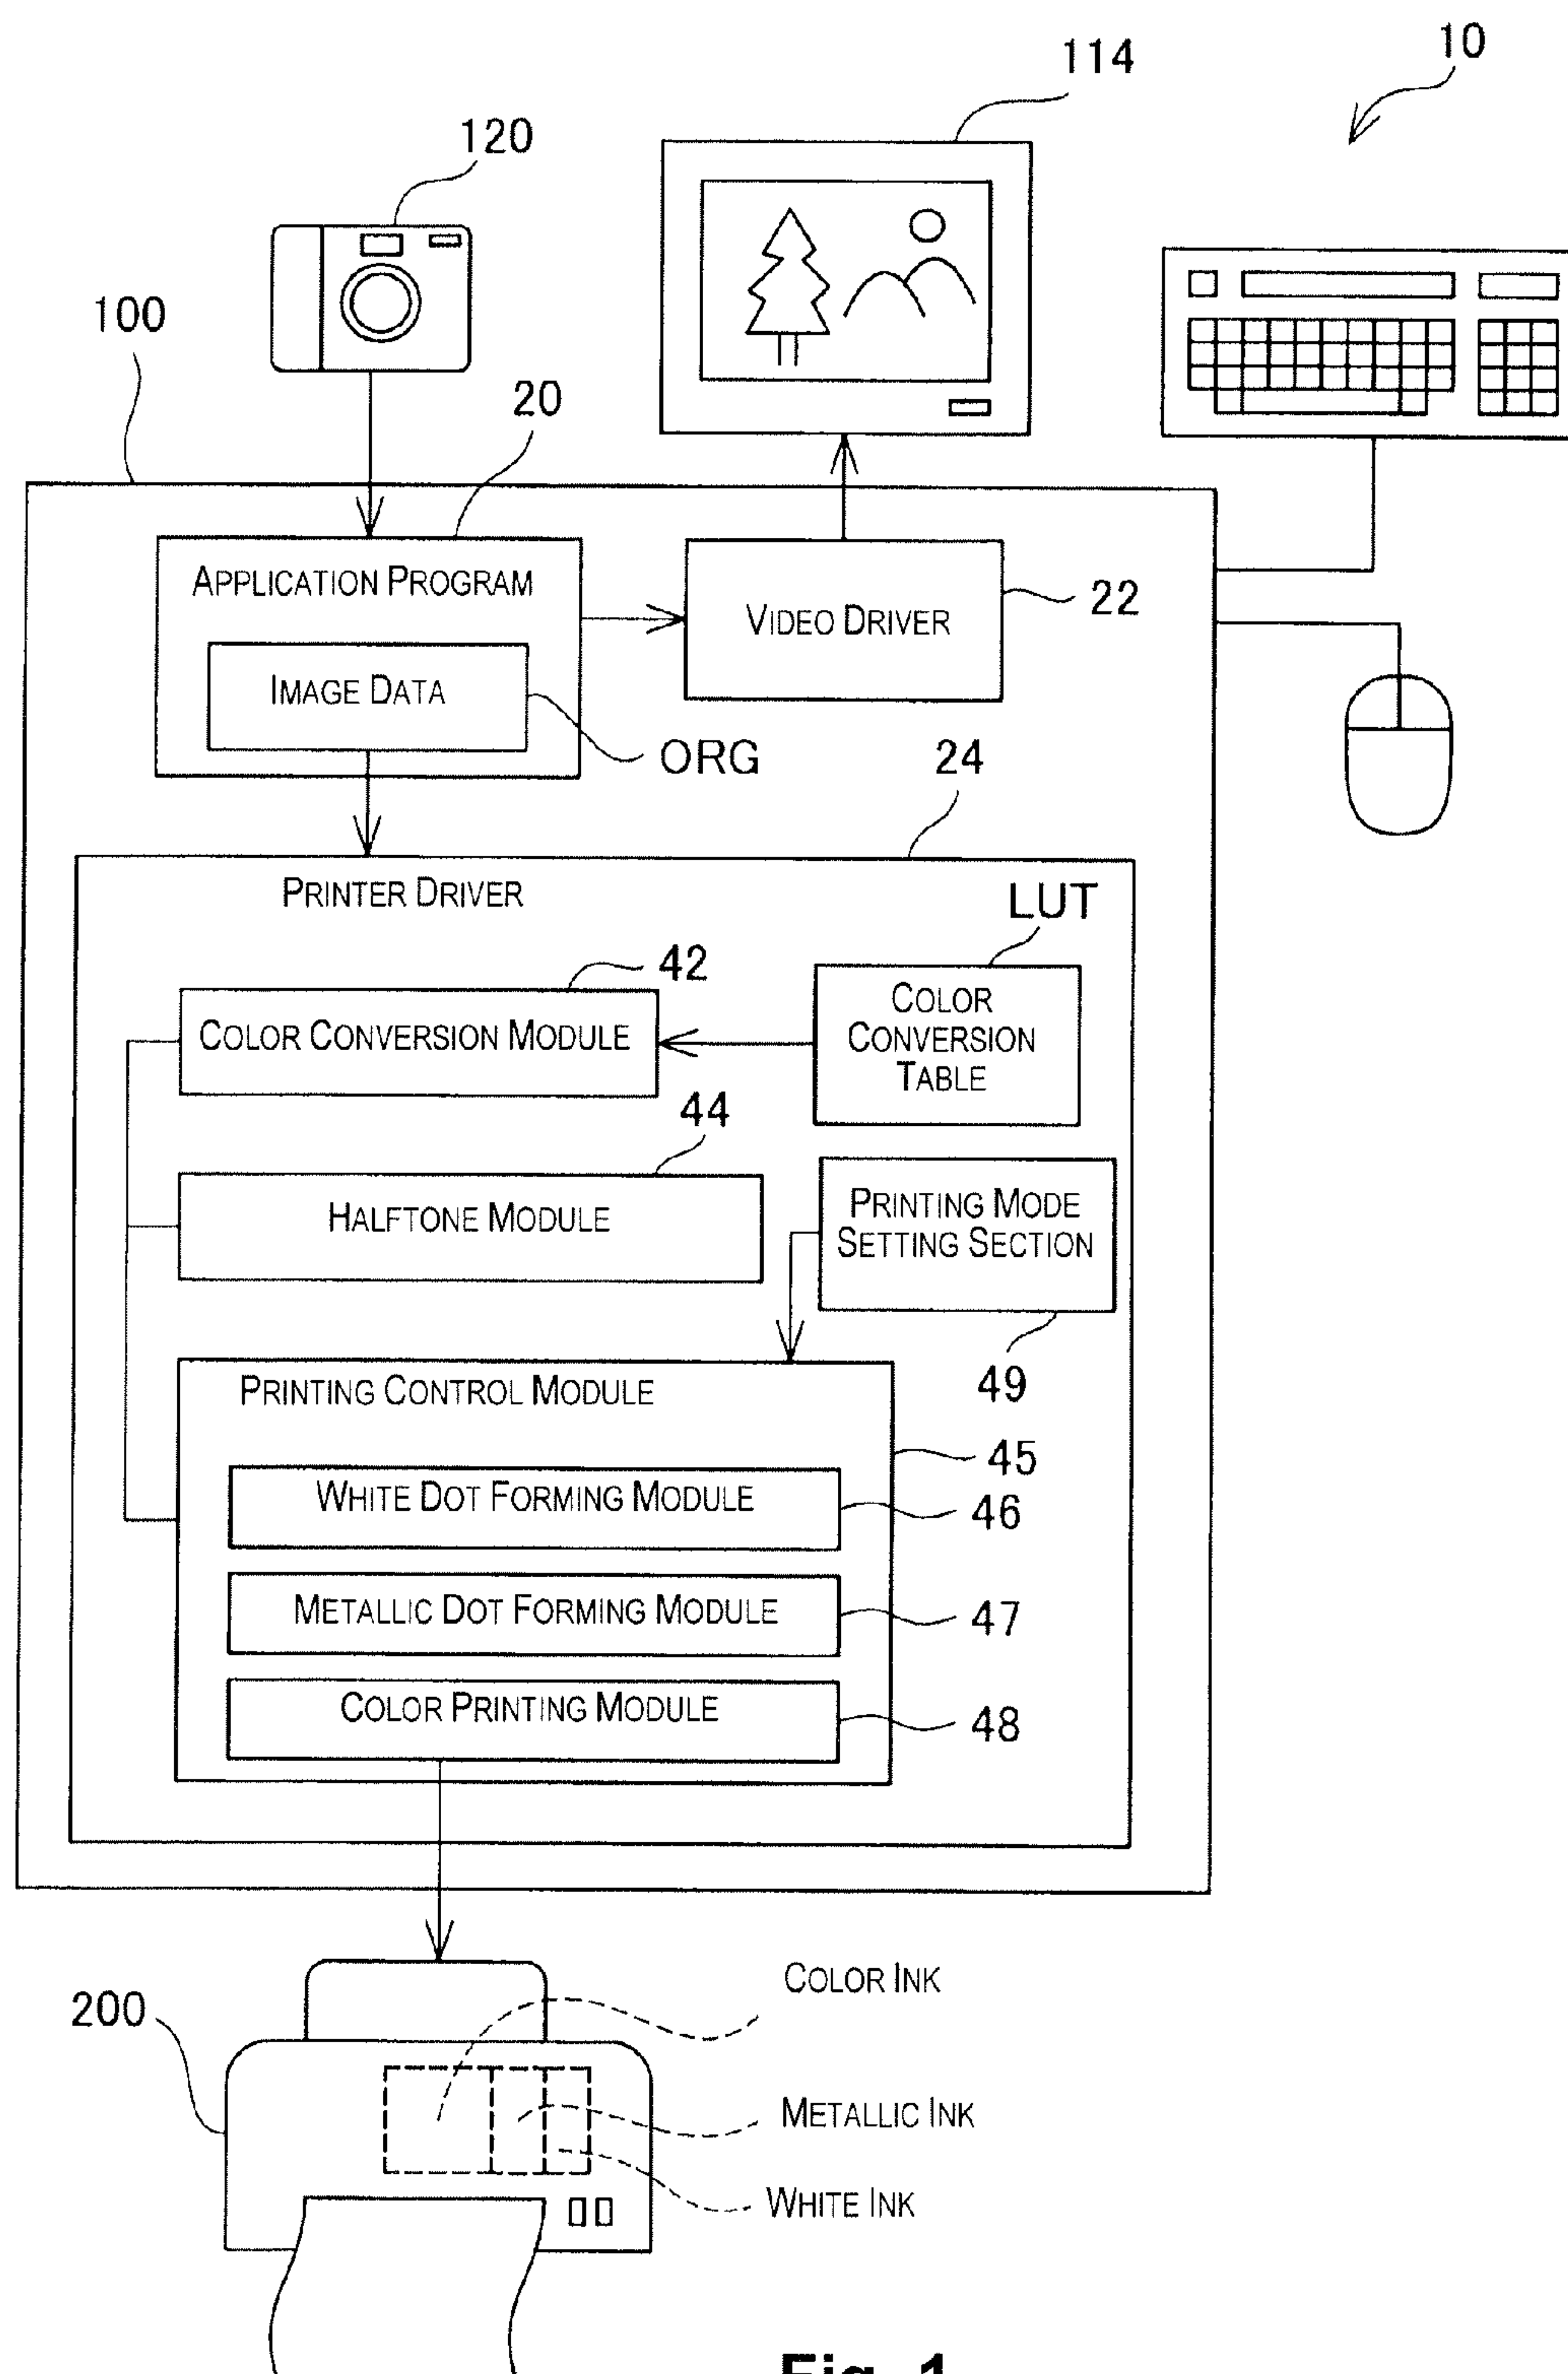 10
114
120
100
20
APPLICATION PROGRAM
VIDEO DRIVER
22
IMAGE DATA
ORG
24
PRINTER DRIVER
LUT
42
COLOR CONVERSION MODULE
COLOR
CONVERSION
TABLE
44
HALFTONE MODULE
PRINTING MODE
SETTING SECTION
49
PRINTING CONTROL MODULE
45
WHITE DOT FORMING MODULE
46
METALLIC DOT FORMING MODULE
47
COLOR PRINTING MODULE
48
200
COLOR INK
METALLIC INK
WHITE INK
Fig. 1